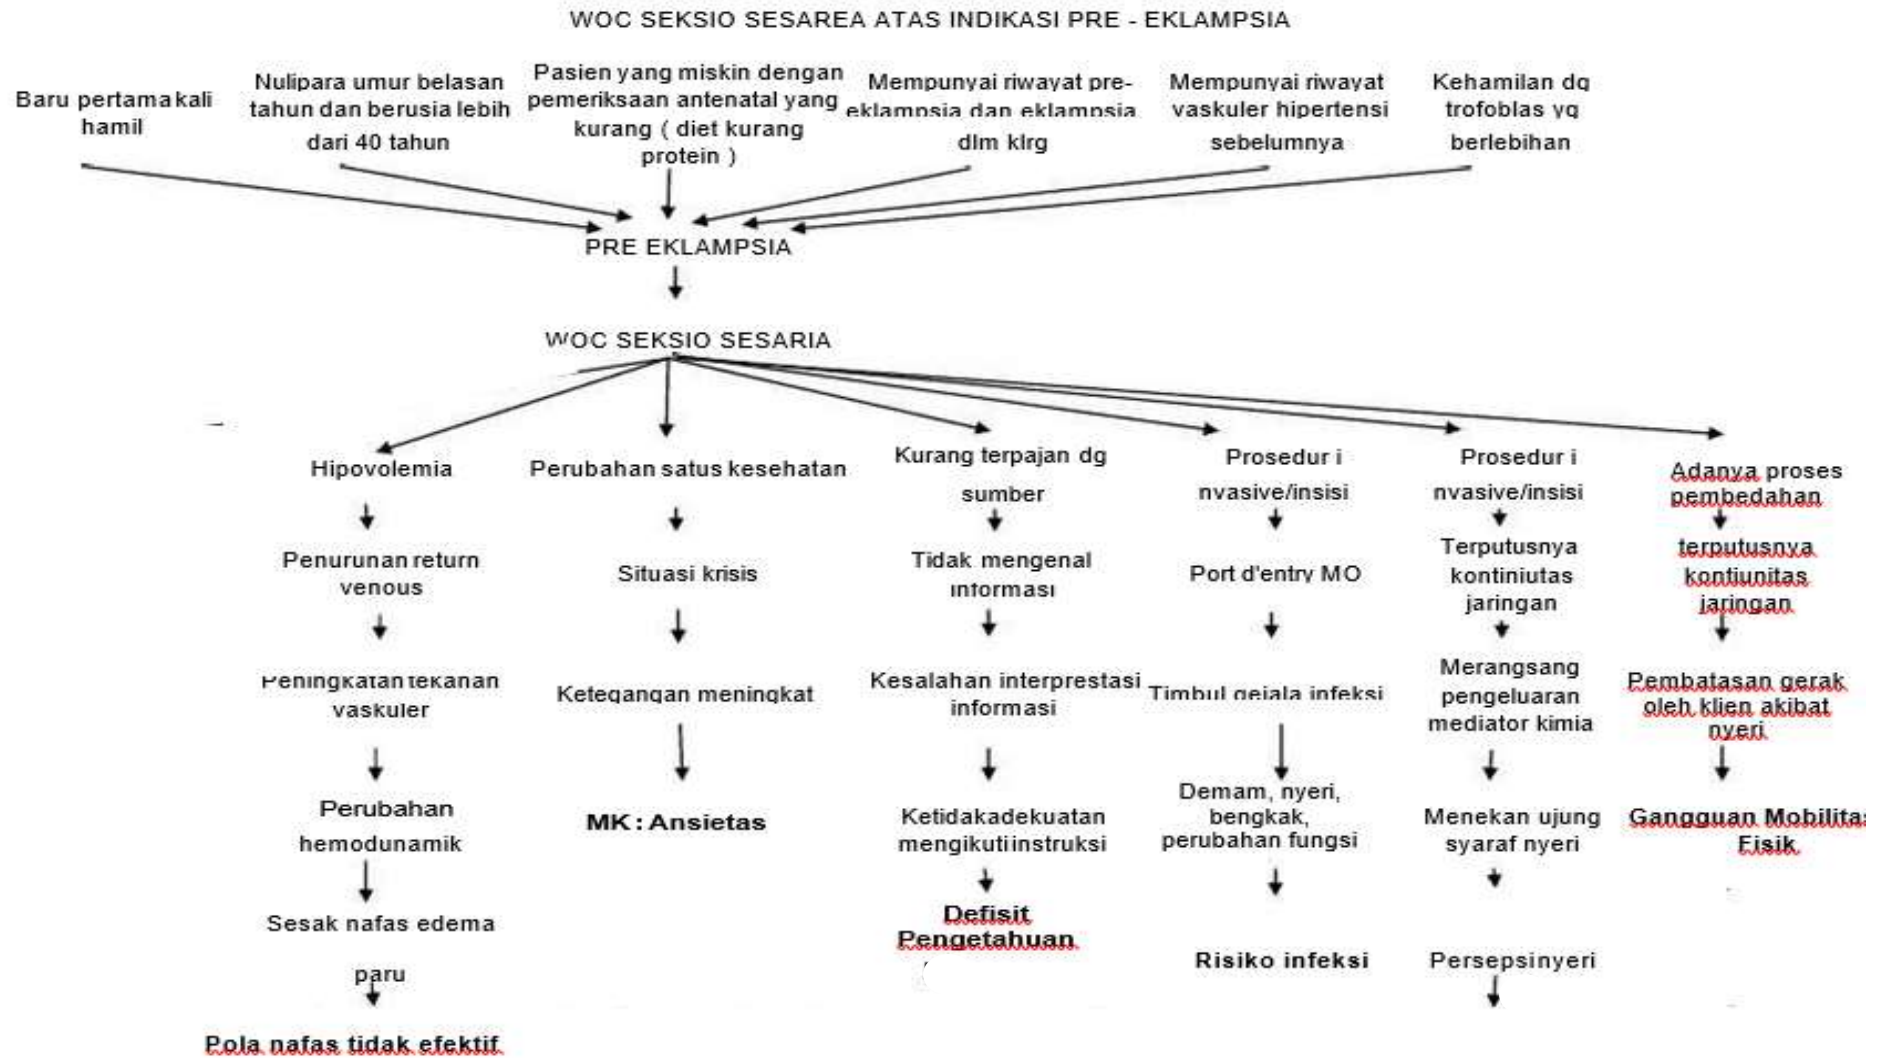 WOC SEKSIO SESAREA ATAS INDIKASI PRE - EKLAMPSIA
Baru pertama kali
hamil
Nulipara umur belasan
tahun dan berusia lebih
dari 40 tahun
Pasien yang miskin dengan
pemeriksaan antenatal yang
kurang ( diet kurang
protein )
Mempunyai riwayat pre-
eklampsia dan eklampsia
dlm klrg
Mempunyai riwayat
vaskuler hipertensi
sebelumnya
Kehamilan dg
trofoblas yg
berlebihan
PRE EKLAMPSIA
WOC SEKSIO SESARIA
Hipovolemia
Penurunan return
venous
Peningkatan tekanan
vaskuler
Perubahan
hemodunamik
Sesak nafas edema
paru
Pola nafas tidak efektif
Perubahan satus kesehatan
Situasi krisis
Ketegangan meningkat
MK : Ansietas
Kurang terpajan dg
sumber
Tidak mengenal
informasi
Kesalahan interprestasi
informasi
Ketidakadekuatan
mengikuti instruksi
Defisit
Pengetahuan
Prosedur i
nvasive/insisi
Port d'entry MO
Timbul gejala infeksi
Demam, nyeri,
bengkak,
perubahan fungsi
Risiko infeksi
Prosedur i
nvasive/insisi
Terputusnya
kontiniutas
jaringan
Merangsang
pengeluaran
mediator kimia
Menekan ujung
syaraf nyeri
Persepsi nyeri
Adanya proses
pembedahan
terputusnya
kontiunitas
jaringan
Pembatasan gerak
oleh klien akibat
nyeri
Gangguan Mobilitas
Fisik